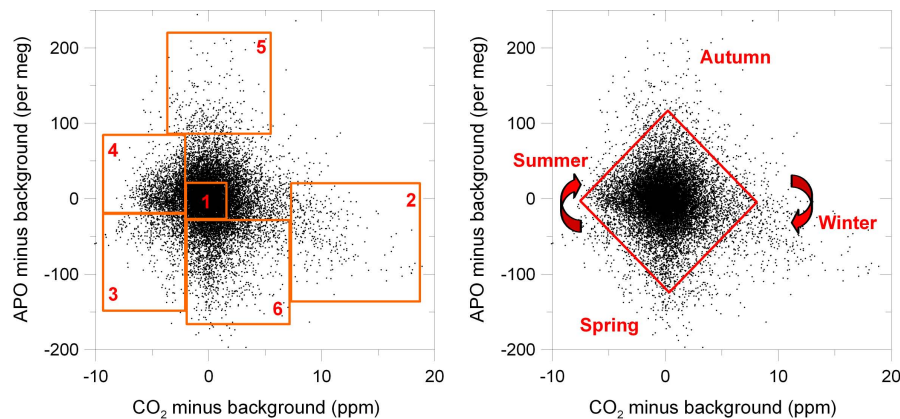 200
100
0
-100
-200
APO minus background (per meg)
-10 0 10 20
CO₂ minus background (ppm)
5
4
1
2
3
6
200
100
0
-100
-200
APO minus background (per meg)
-10 0 10 20
CO₂ minus background (ppm)
Autumn
Summer
Winter
Spring